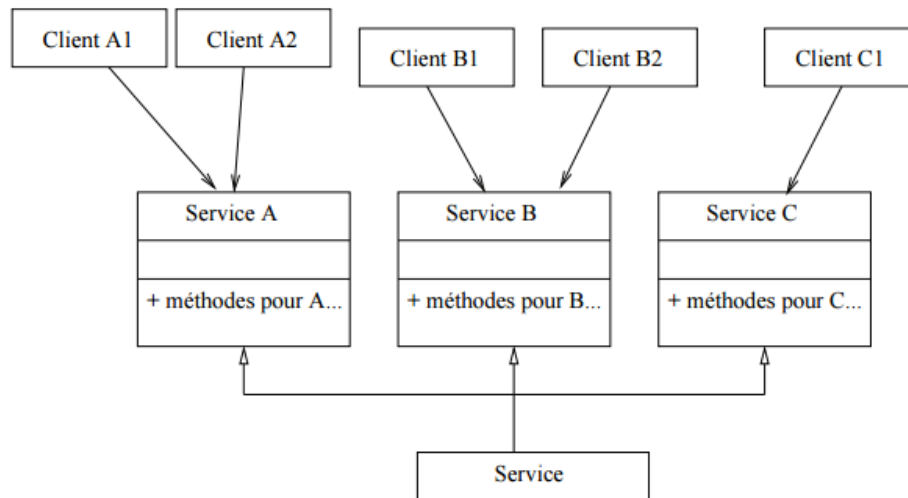 Client A1
Client A2
Client B1
Client B2
Client C1
Service A
Service B
Service C
+ méthodes pour A...
+ méthodes pour B...
+ méthodes pour C...
Service